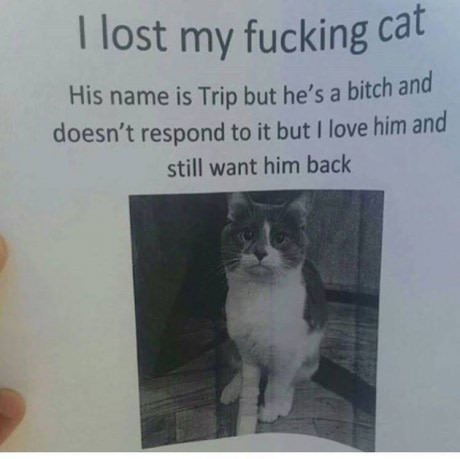 I lost my fucking cat
His name is Trip but he's a bitch and
doesn't respond to it but I love him and
still want him back